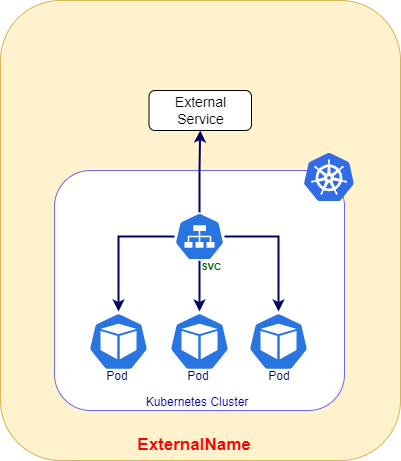 External
Service
SVC
Pod
Pod
Pod
Kubernetes Cluster
ExternalName